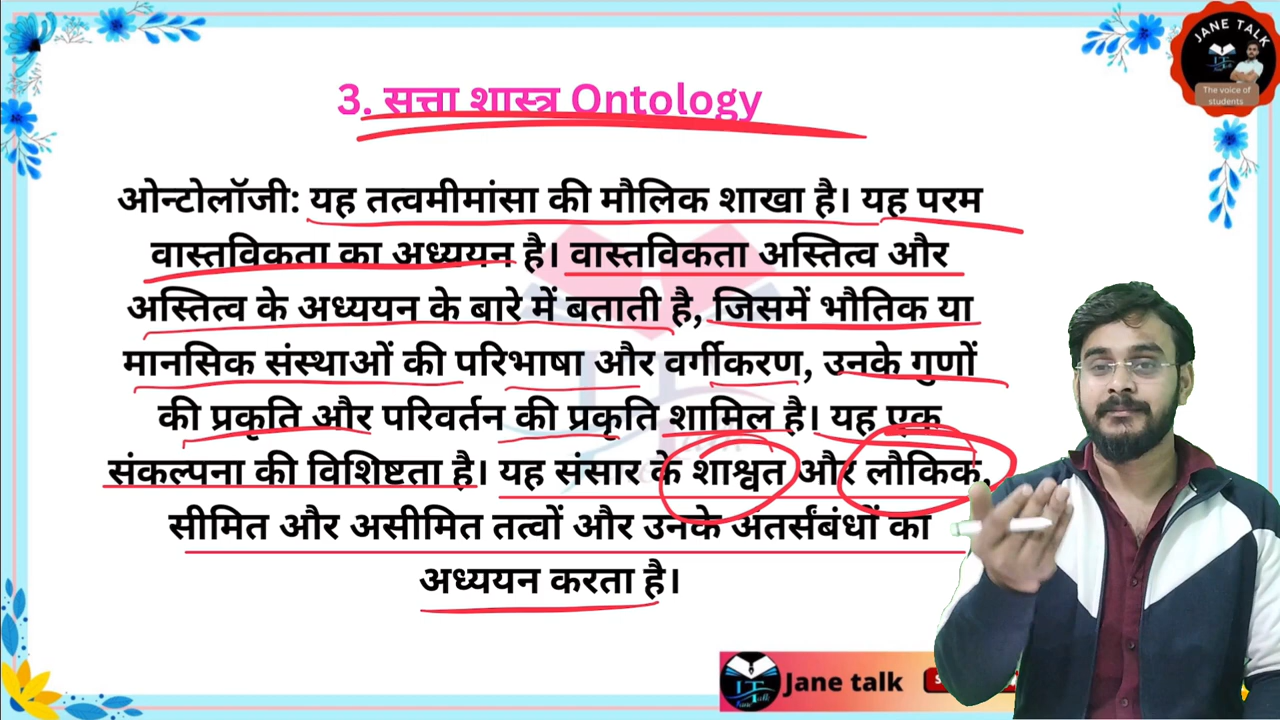 JANE TALK
The voice of
students
3. सत्ता शास्त्र Ontology
ओन्टोलॉजी: यह तत्वमीमांसा की मौलिक शाखा है। यह परम
वास्तविकता का अध्ययन है। वास्तविकता अस्तित्व और
अस्तित्व के अध्ययन के बारे में बताती है, जिसमें भौतिक या
मानसिक संस्थाओं की परिभाषा और वर्गीकरण, उनके गुणों
की प्रकृति और परिवर्तन की प्रकृति शामिल है। यह एक
संकल्पना की विशिष्टता है। यह संसार के शाश्वत और लौकिक,
सीमित और असीमित तत्वों और उनके अंतर्संबंधों का
अध्ययन करता है।
Jane talk